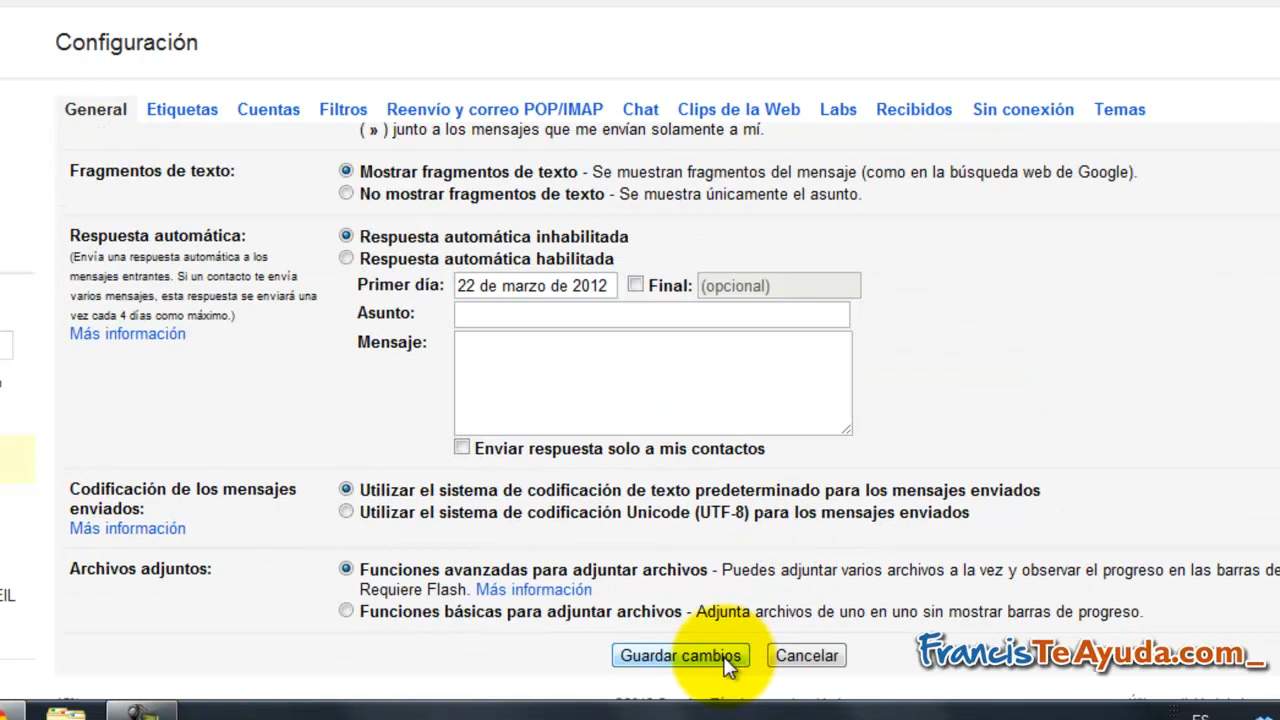 Configuración
General Etiquetas Cuentas Filtros Reenvío y correo POP/IMAP Chat Clips de la Web Labs Recibidos Sin conexión Temas
( » ) junto a los mensajes que me envían solamente a mí.
Fragmentos de texto:
Mostrar fragmentos de texto - Se muestran fragmentos del mensaje (como en la búsqueda web de Google).
No mostrar fragmentos de texto - Se muestra únicamente el asunto.
Respuesta automática:
(Envía una respuesta automática a los
mensajes entrantes. Si un contacto te envía
varios mensajes, esta respuesta se enviará una
vez cada 4 días como máximo.)
Más información
Respuesta automática inhabilitada
Respuesta automática habilitada
Primer día: 22 de marzo de 2012 Final: (opcional)
Asunto:
Mensaje:
Enviar respuesta solo a mis contactos
Codificación de los mensajes
enviados:
Más información
Utilizar el sistema de codificación de texto predeterminado para los mensajes enviados
Utilizar el sistema de codificación Unicode (UTF-8) para los mensajes enviados
Archivos adjuntos:
Funciones avanzadas para adjuntar archivos - Puedes adjuntar varios archivos a la vez y observar el progreso en las barras de
Requiere Flash. Más información
Funciones básicas para adjuntar archivos - Adjunta archivos de uno en uno sin mostrar barras de progreso.
EIL
Guardar cambios Cancelar
FrancisTeAyuda.com_
ES